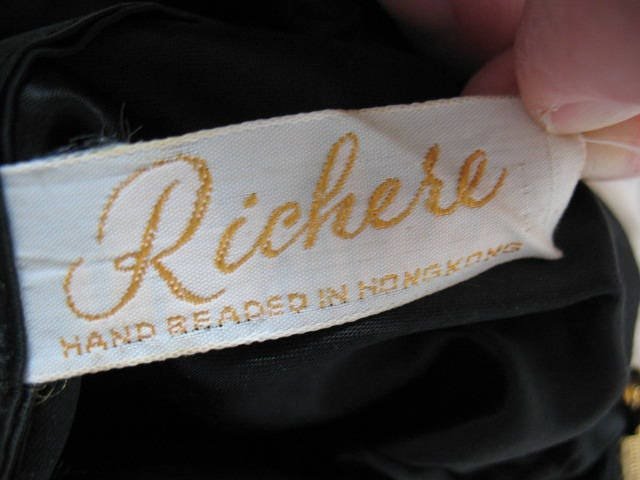 Richere
HAND BEADED IN HONGKONG